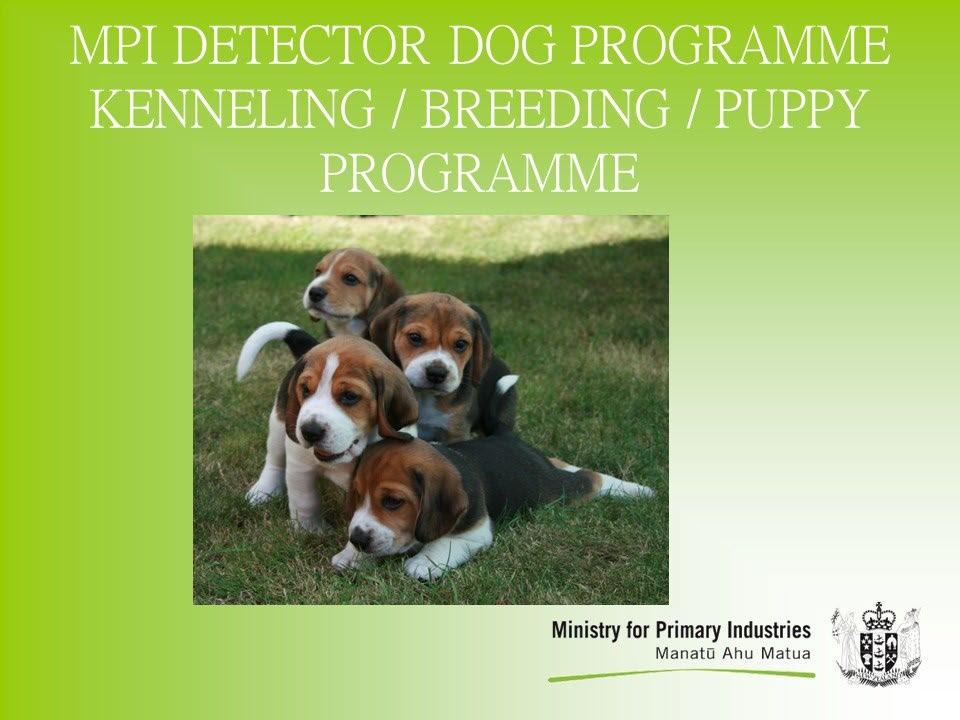 MPI DETECTOR DOG PROGRAMME
KENNELING / BREEDING / PUPPY
PROGRAMME
Ministry for Primary Industries
Manatū Ahu Matua